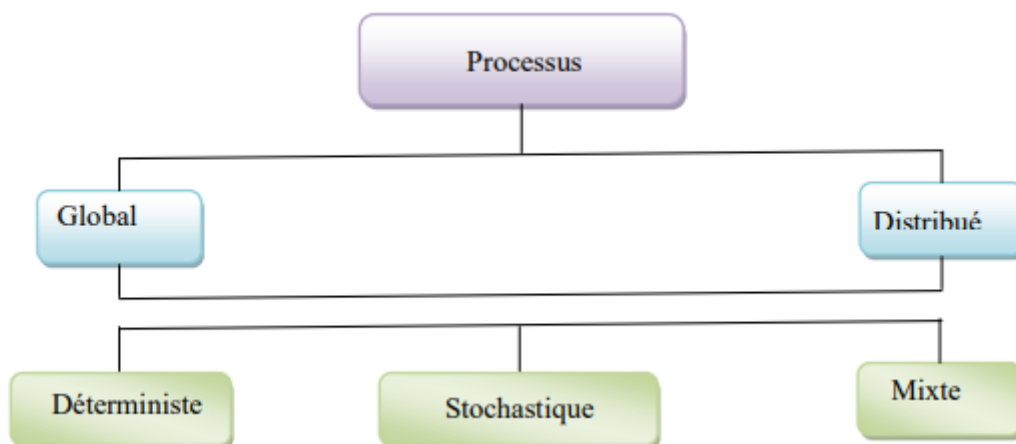 Processus
Global
Distribué
Déterministe
Stochastique
Mixte